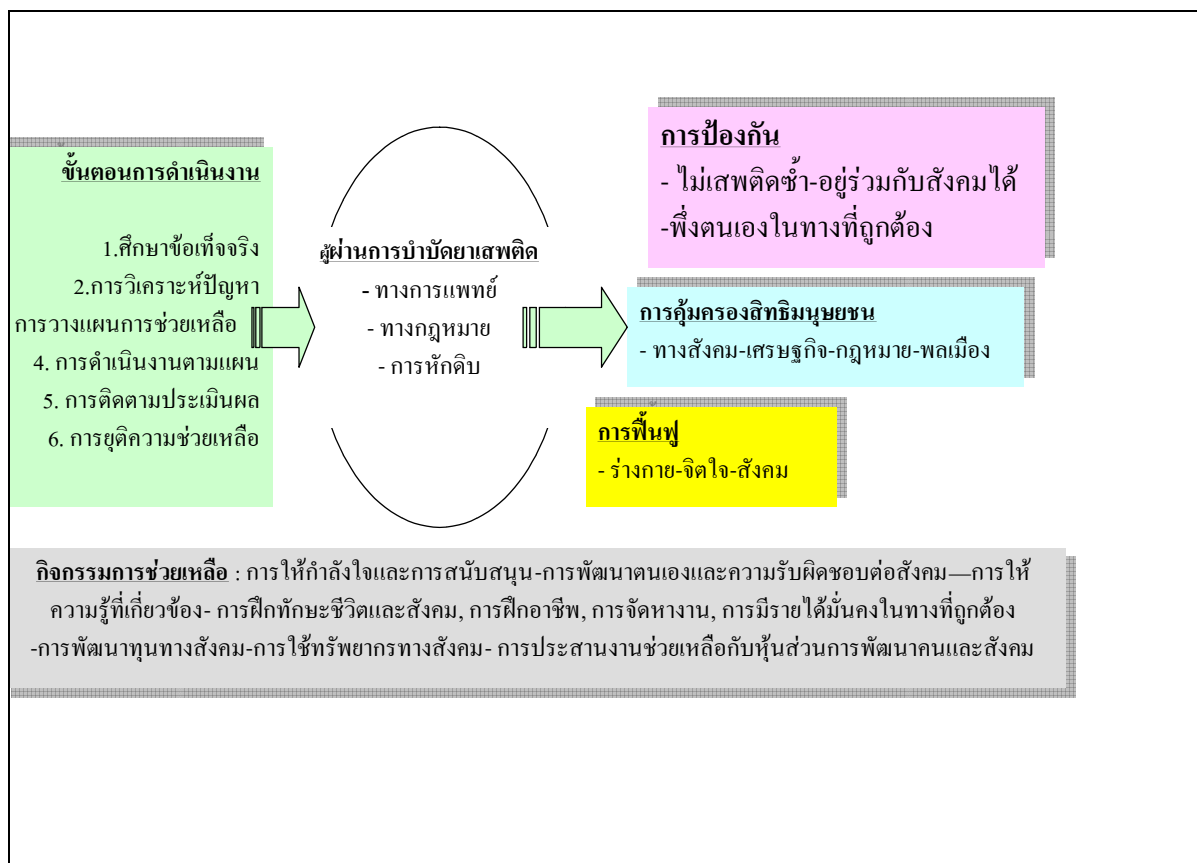 ขั้นตอนการดำเนินงาน
1.ศึกษาข้อเท็จจริง
2.การวิเคราะห์ปัญหา
การวางแผนการช่วยเหลือ
4. การดำเนินงานตามแผน
5. การติดตามประเมินผล
6. การยุติความช่วยเหลือ
ผู้ผ่านการบำบัดยาเสพติด
- ทางการแพทย์
- ทางกฎหมาย
- การหักดิบ
การป้องกัน
- ไม่เสพติดซ้ำ-อยู่ร่วมกับสังคมได้
-พึ่งตนเองในทางที่ถูกต้อง
การคุ้มครองสิทธิมนุษยชน
- ทางสังคม-เศรษฐกิจ-กฎหมาย-พลเมือง
การฟื้นฟู
- ร่างกาย-จิตใจ-สังคม
กิจกรรมการช่วยเหลือ : การให้กำลังใจและการสนับสนุน-การพัฒนาตนเองและความรับผิดชอบต่อสังคม—การให้
ความรู้ที่เกี่ยวข้อง- การฝึกทักษะชีวิตและสังคม, การฝึกอาชีพ, การจัดหางาน, การมีรายได้มั่นคงในทางที่ถูกต้อง
-การพัฒนาทุนทางสังคม-การใช้ทรัพยากรทางสังคม- การประสานงานช่วยเหลือกับหุ้นส่วนการพัฒนาคนและสังคม